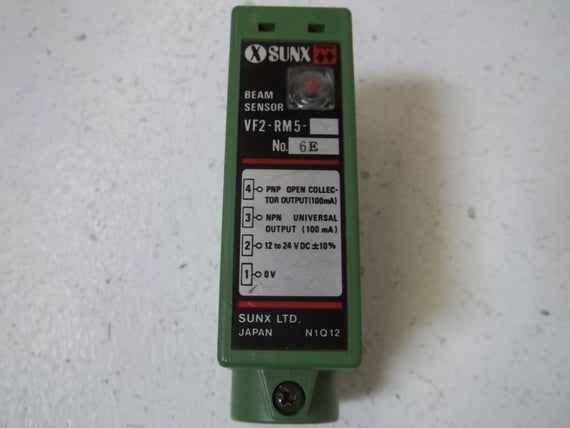 SUNX
BEAM
SENSOR
VF2-RM5-
No. 6E
4 PNP OPEN COLLEC-
TOR OUTPUT(100mA)
3 NPN UNIVERSAL
OUTPUT (100 mA)
2 12 to 24 V DC ±10%
1 0V
SUNX LTD.
JAPAN N1Q12